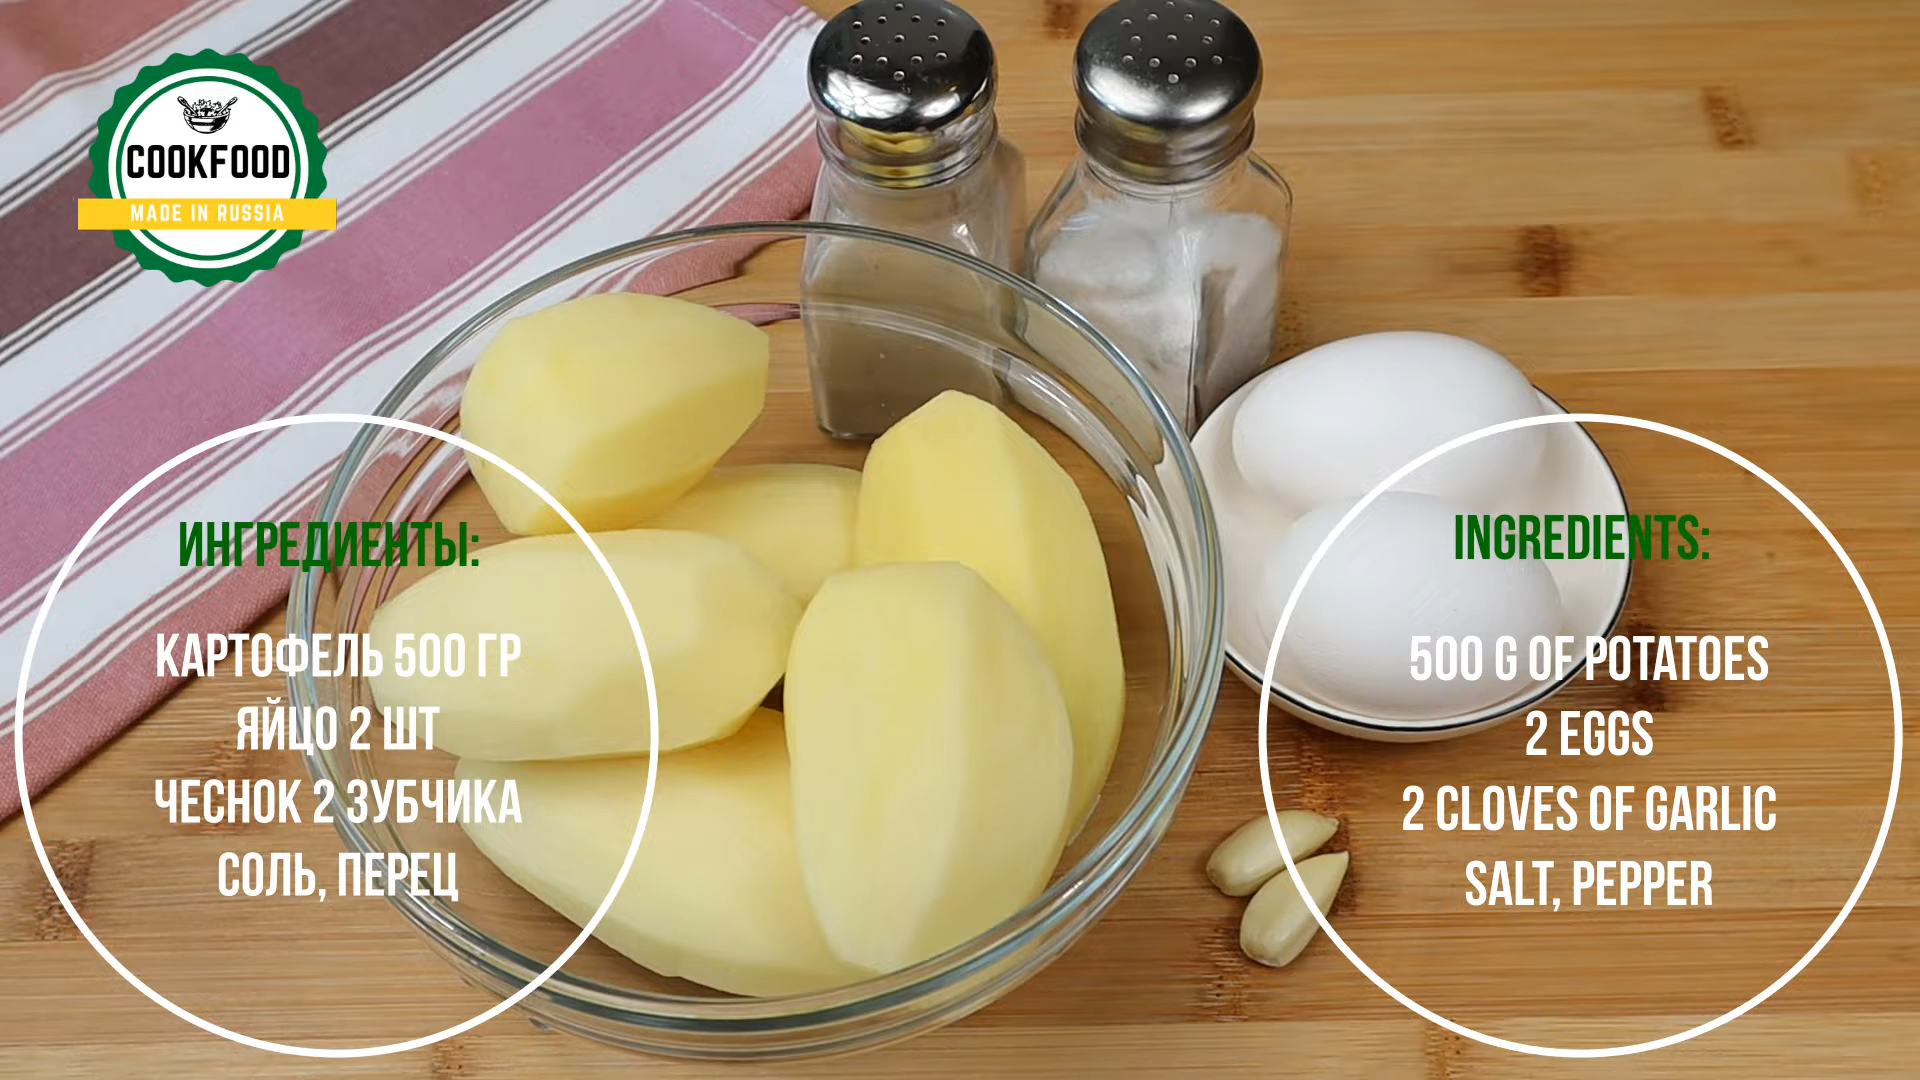 COOKFOOD
MADE IN RUSSIA
ИНГРЕДИЕНТЫ:
КАРТОФЕЛЬ 500 ГР
ЯЙЦО 2 ШТ
ЧЕСНОК 2 ЗУБЧИКА
СОЛЬ, ПЕРЕЦ
INGREDIENTS:
500 G OF POTATOES
2 EGGS
2 CLOVES OF GARLIC
SALT, PEPPER